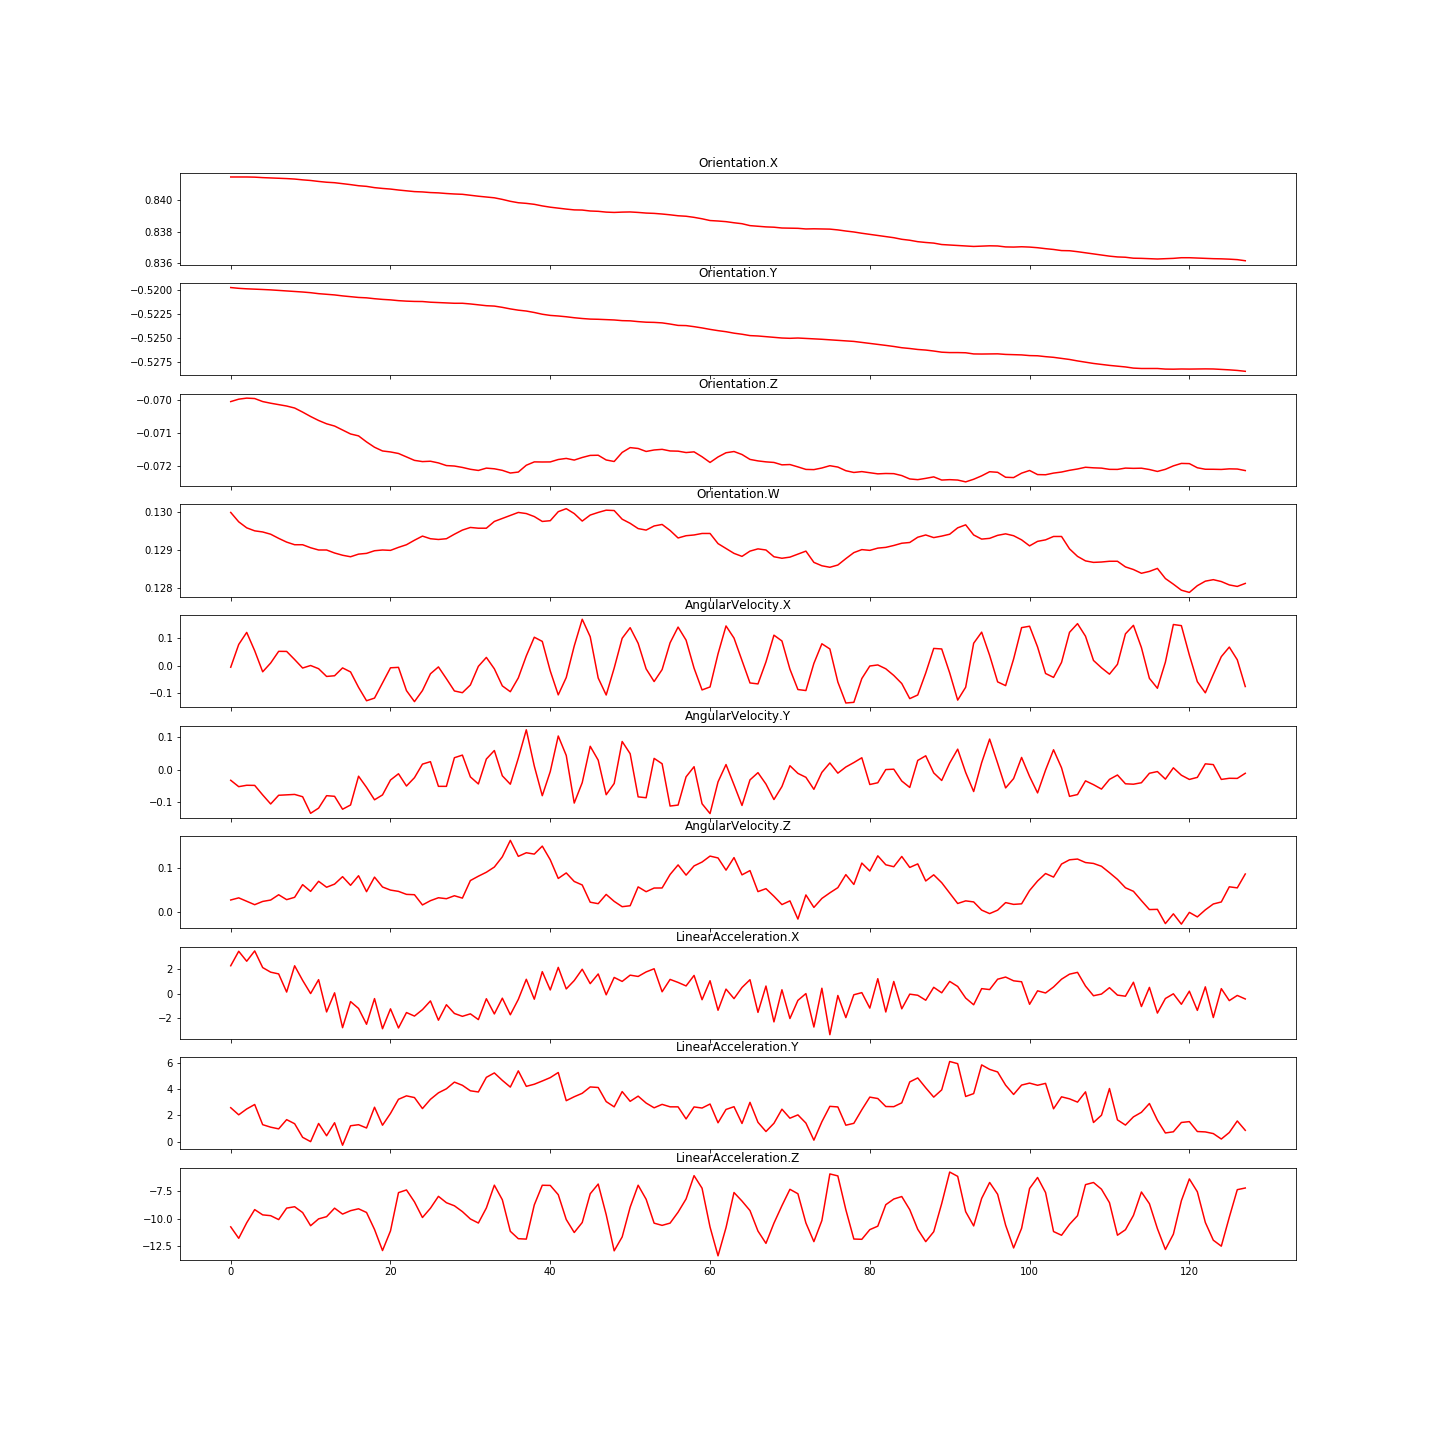 Orientation.X
0.840
0.838
0.836
Orientation.Y
−0.5200
−0.5225
−0.5250
−0.5275
Orientation.Z
−0.070
−0.071
−0.072
Orientation.W
0.130
0.129
0.128
AngularVelocity.X
0.1
0.0
−0.1
AngularVelocity.Y
0.1
0.0
−0.1
AngularVelocity.Z
0.1
0.0
LinearAcceleration.X
2
0
−2
LinearAcceleration.Y
6
4
2
0
LinearAcceleration.Z
−7.5
−10.0
−12.5
0 20 40 60 80 100 120